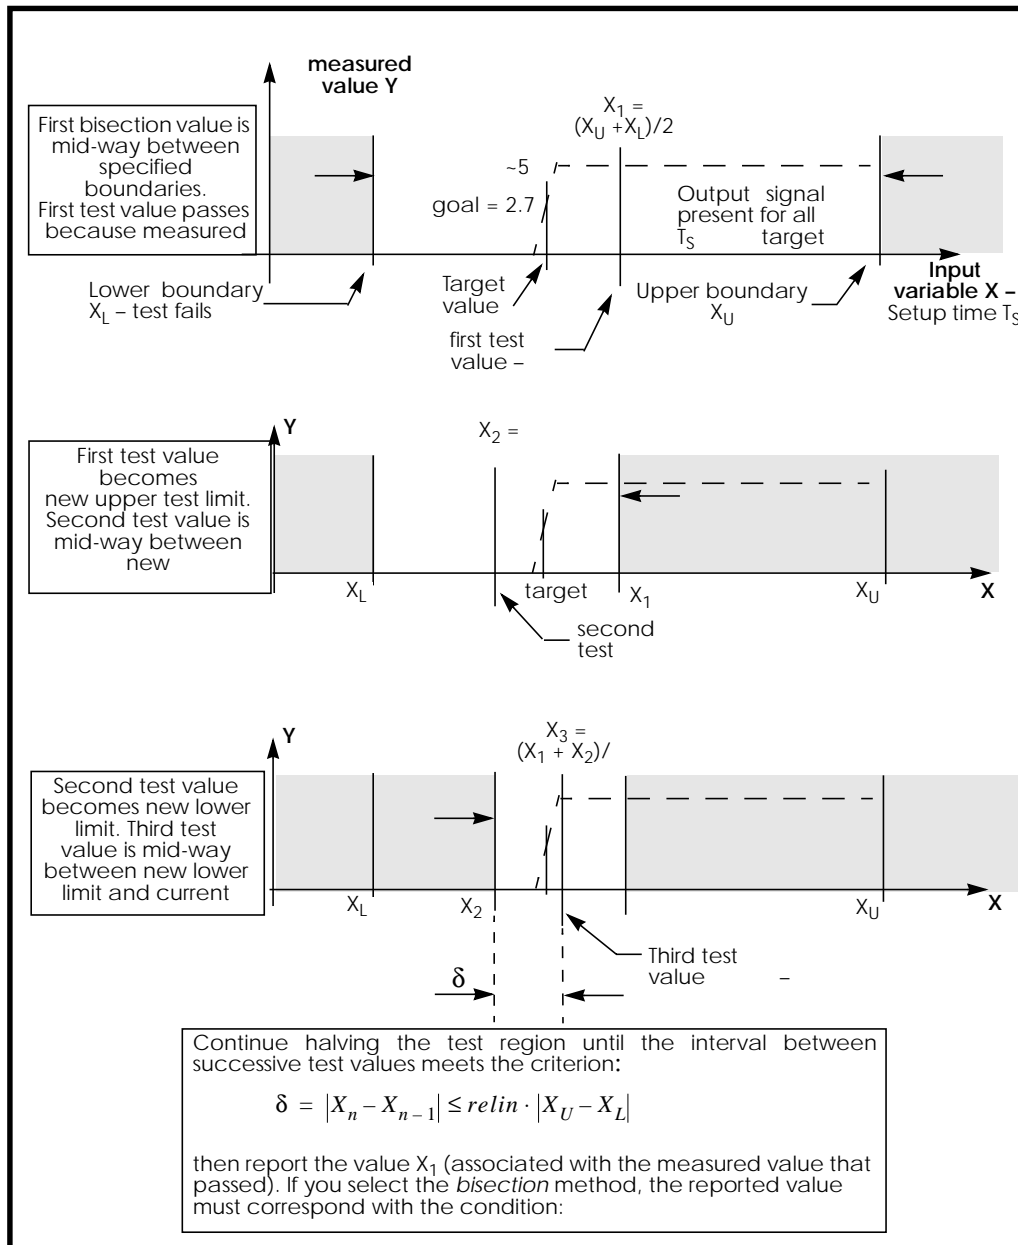 measured
value Y
X1 =
(XU +XL)/2
First bisection value is
mid-way between
specified
boundaries.
First test value passes
because measured
~5
goal = 2.7
Output signal
present for all
TS target
Lower boundary
XL – test fails
Target
value
first test
value –
Upper boundary
XU
Input
variable X –
Setup time TS
Y
X2 =
First test value
becomes
new upper test limit.
Second test value is
mid-way between
new
XL
target
X1
XU
X
second
test
Y
X3 =
(X1 + X2)/
Second test value
becomes new lower
limit. Third test
value is mid-way
between new lower
limit and current
XL
X2
XU
X
Third test
value –
δ
Continue halving the test region until the interval between
successive test values meets the criterion:
δ = |Xn – Xn – 1| ≤ relin · |XU – XL|
then report the value X1 (associated with the measured value that
passed). If you select the bisection method, the reported value
must correspond with the condition: